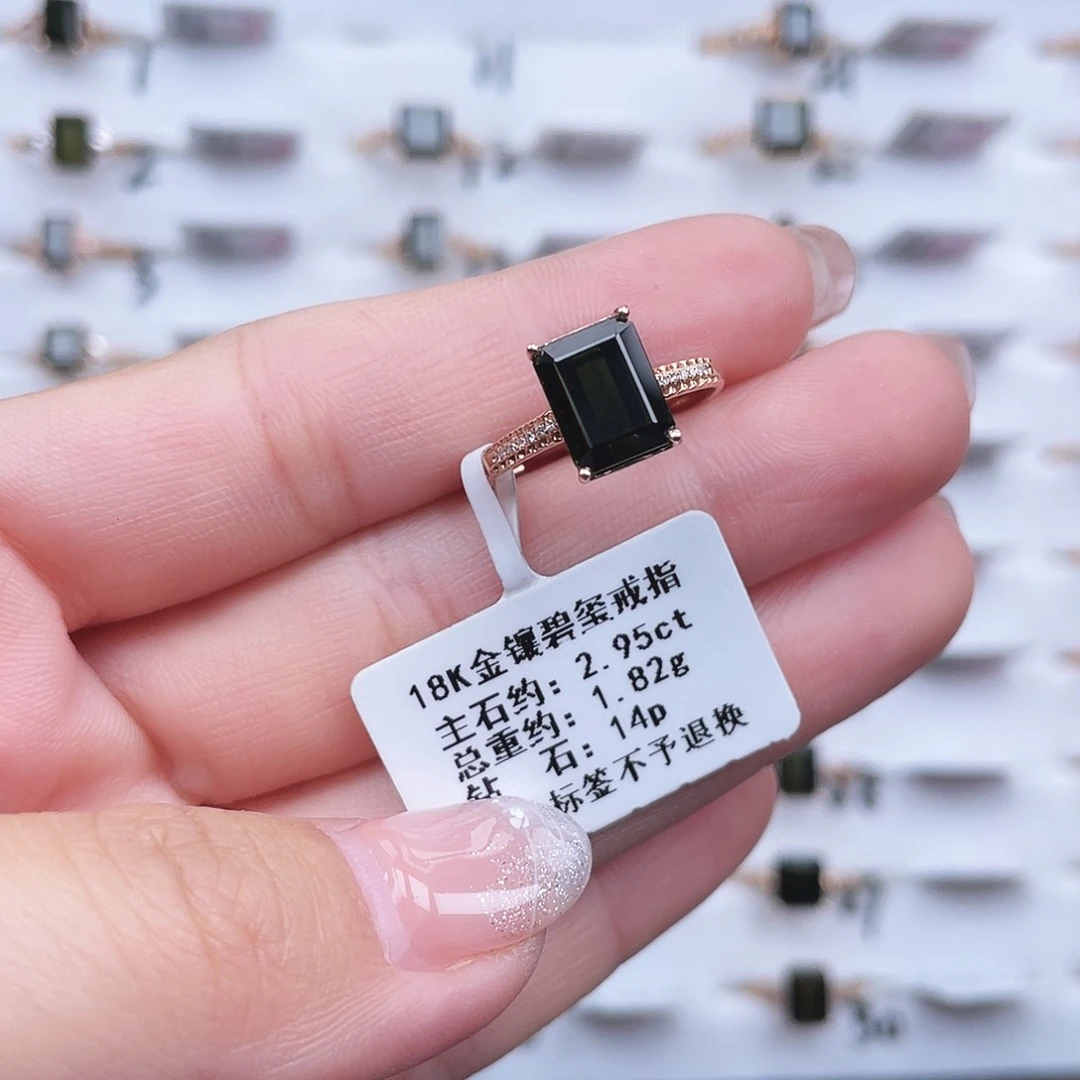 18K金镶碧玺戒指
主石约: 2.95ct
总重约: 1.82g
钻 石: 14p
标签不予退换